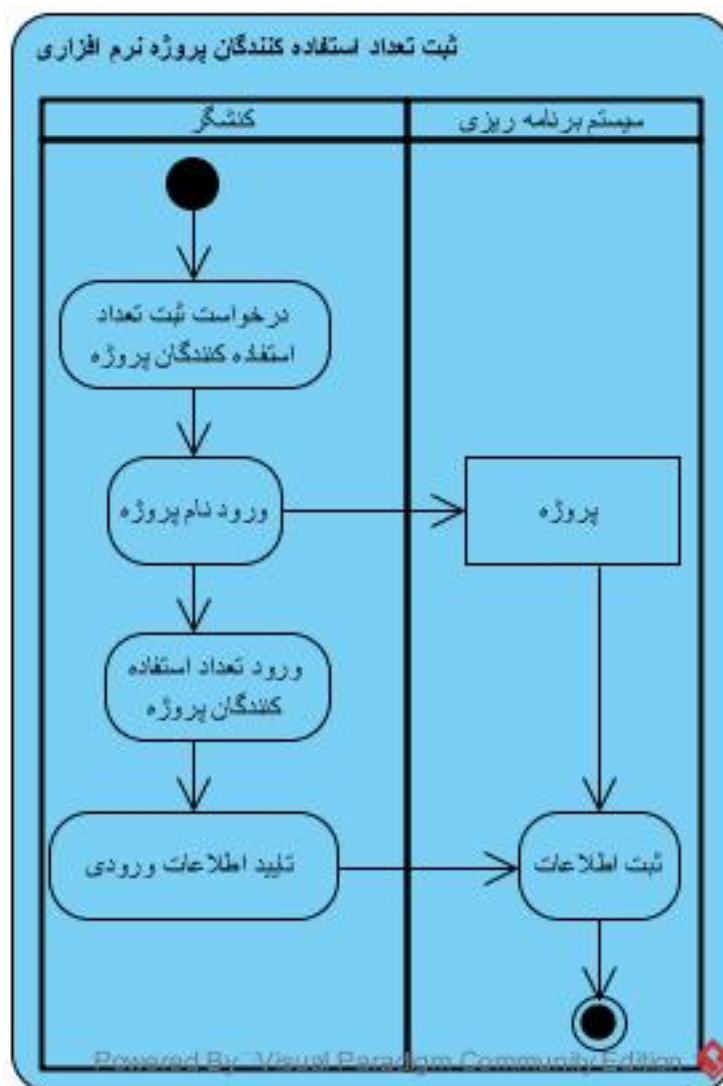 ثبت تعداد استفاده کنندگان پروژه نرم افزاری
کنشگر
سیستم برنامه ریزی
درخواست ثبت تعداد
استفاده کنندگان پروژه
ورود نام پروژه
پروژه
ورود تعداد استفاده
کنندگان پروژه
تایید اطلاعات ورودی
ثبت اطلاعات
Powered By Visual Paradigm Community Edition